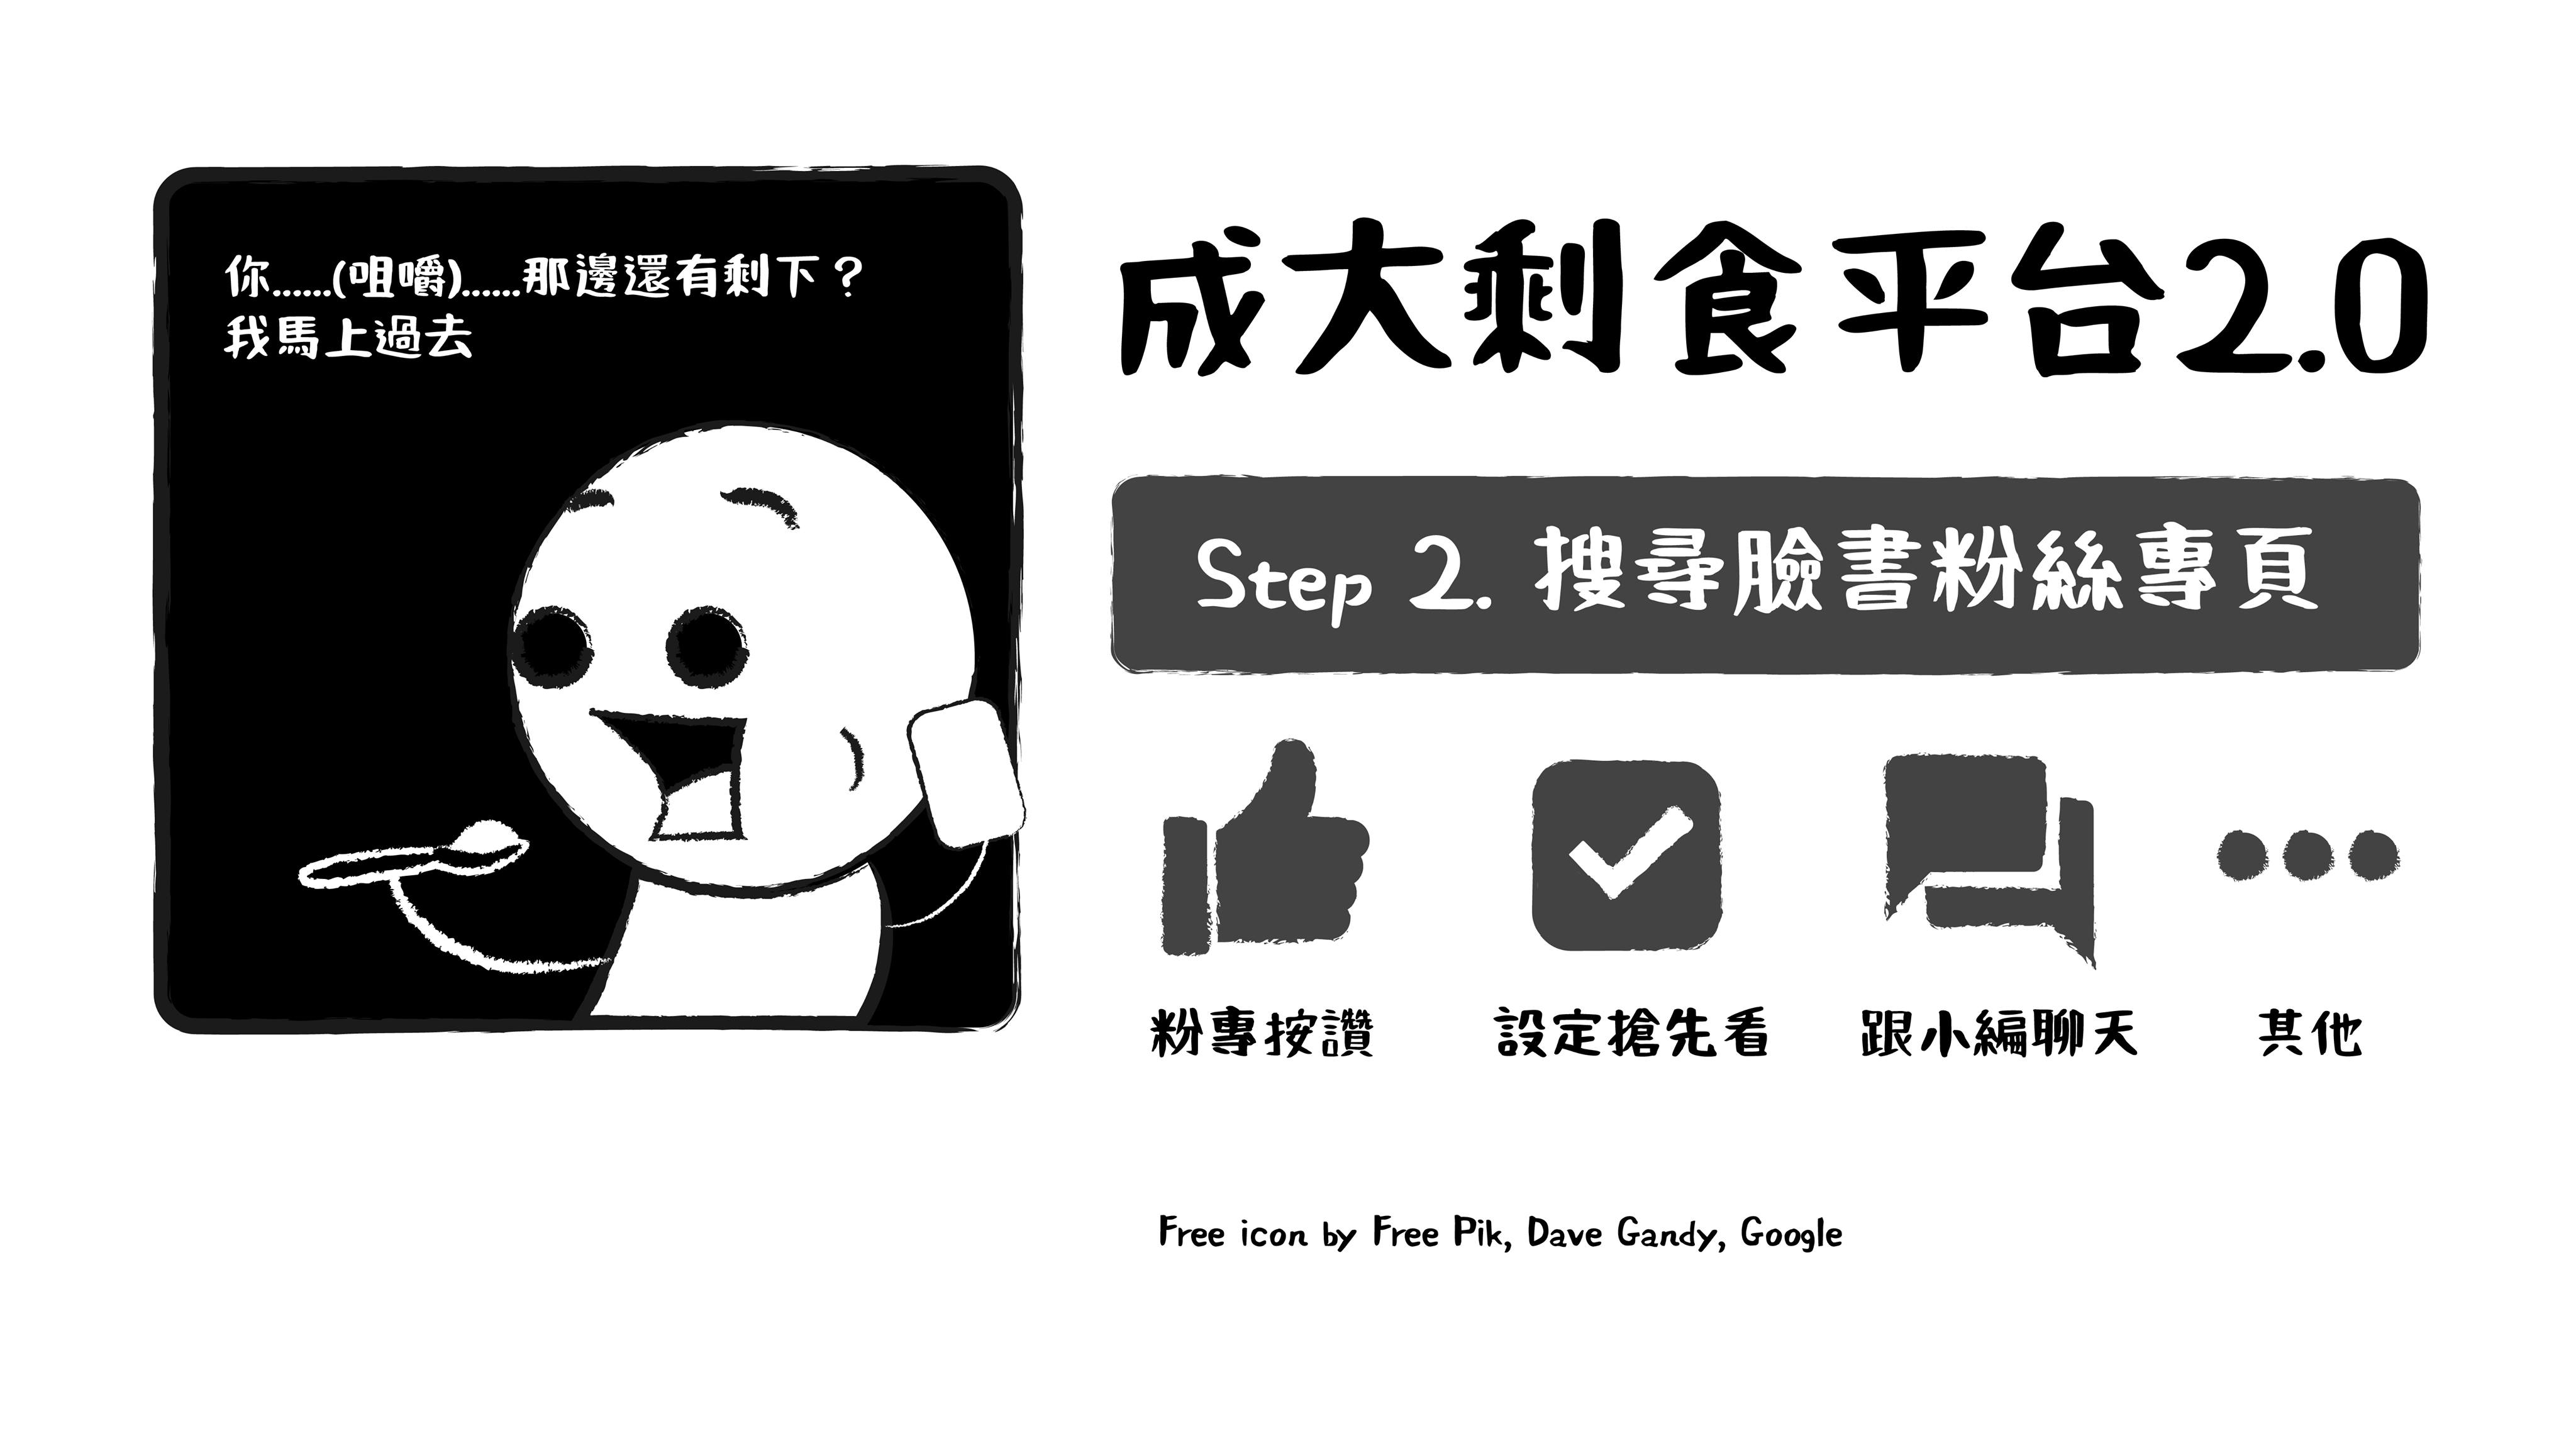 你......(咀嚼)......那邊還有剩下？
我馬上過去
成大剩食平台2.0
Step 2. 搜尋臉書粉絲專頁
粉專按讚
設定搶先看
跟小編聊天
其他
Free icon by Free Pik, Dave Gandy, Google